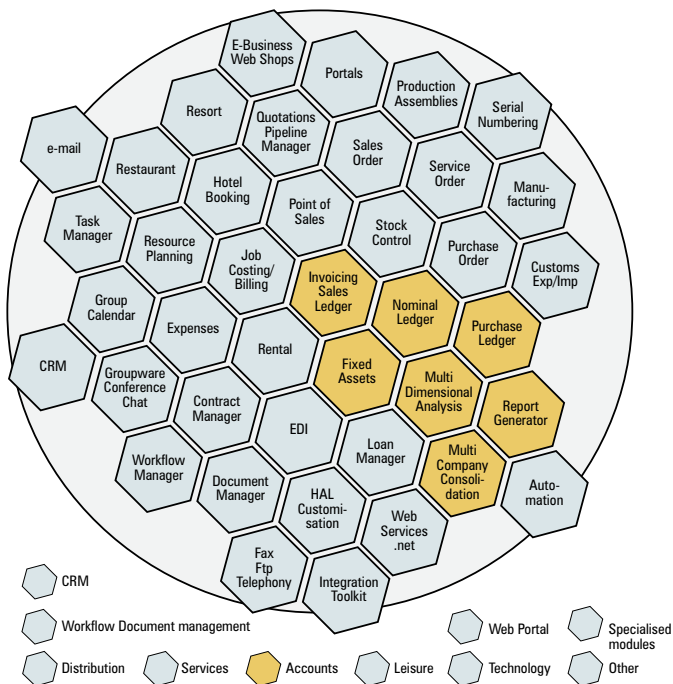 E-Business
Web Shops
Portals
Production
Assemblies
Serial
Numbering
Resort
Quotations
Pipeline
Manager
Sales
Order
Service
Order
Manu-
facturing
e-mail
Restaurant
Hotel
Booking
Point of
Sales
Stock
Control
Purchase
Order
Customs
Exp/Imp
Task
Manager
Resource
Planning
Job
Costing/
Billing
Invoicing
Sales
Ledger
Nominal
Ledger
Purchase
Ledger
Group
Calendar
Expenses
Rental
Fixed
Assets
Multi
Dimensional
Analysis
Report
Generator
CRM
Groupware
Conference
Chat
Contract
Manager
EDI
Loan
Manager
Multi
Company
Consoli-
dation
Auto-
mation
Workflow
Manager
Document
Manager
HAL
Customi-
sation
Web
Services
.net
Fax
Ftp
Telephony
Integration
Toolkit
CRM
Workflow Document management
Web Portal
Specialised
modules
Distribution
Services
Accounts
Leisure
Technology
Other